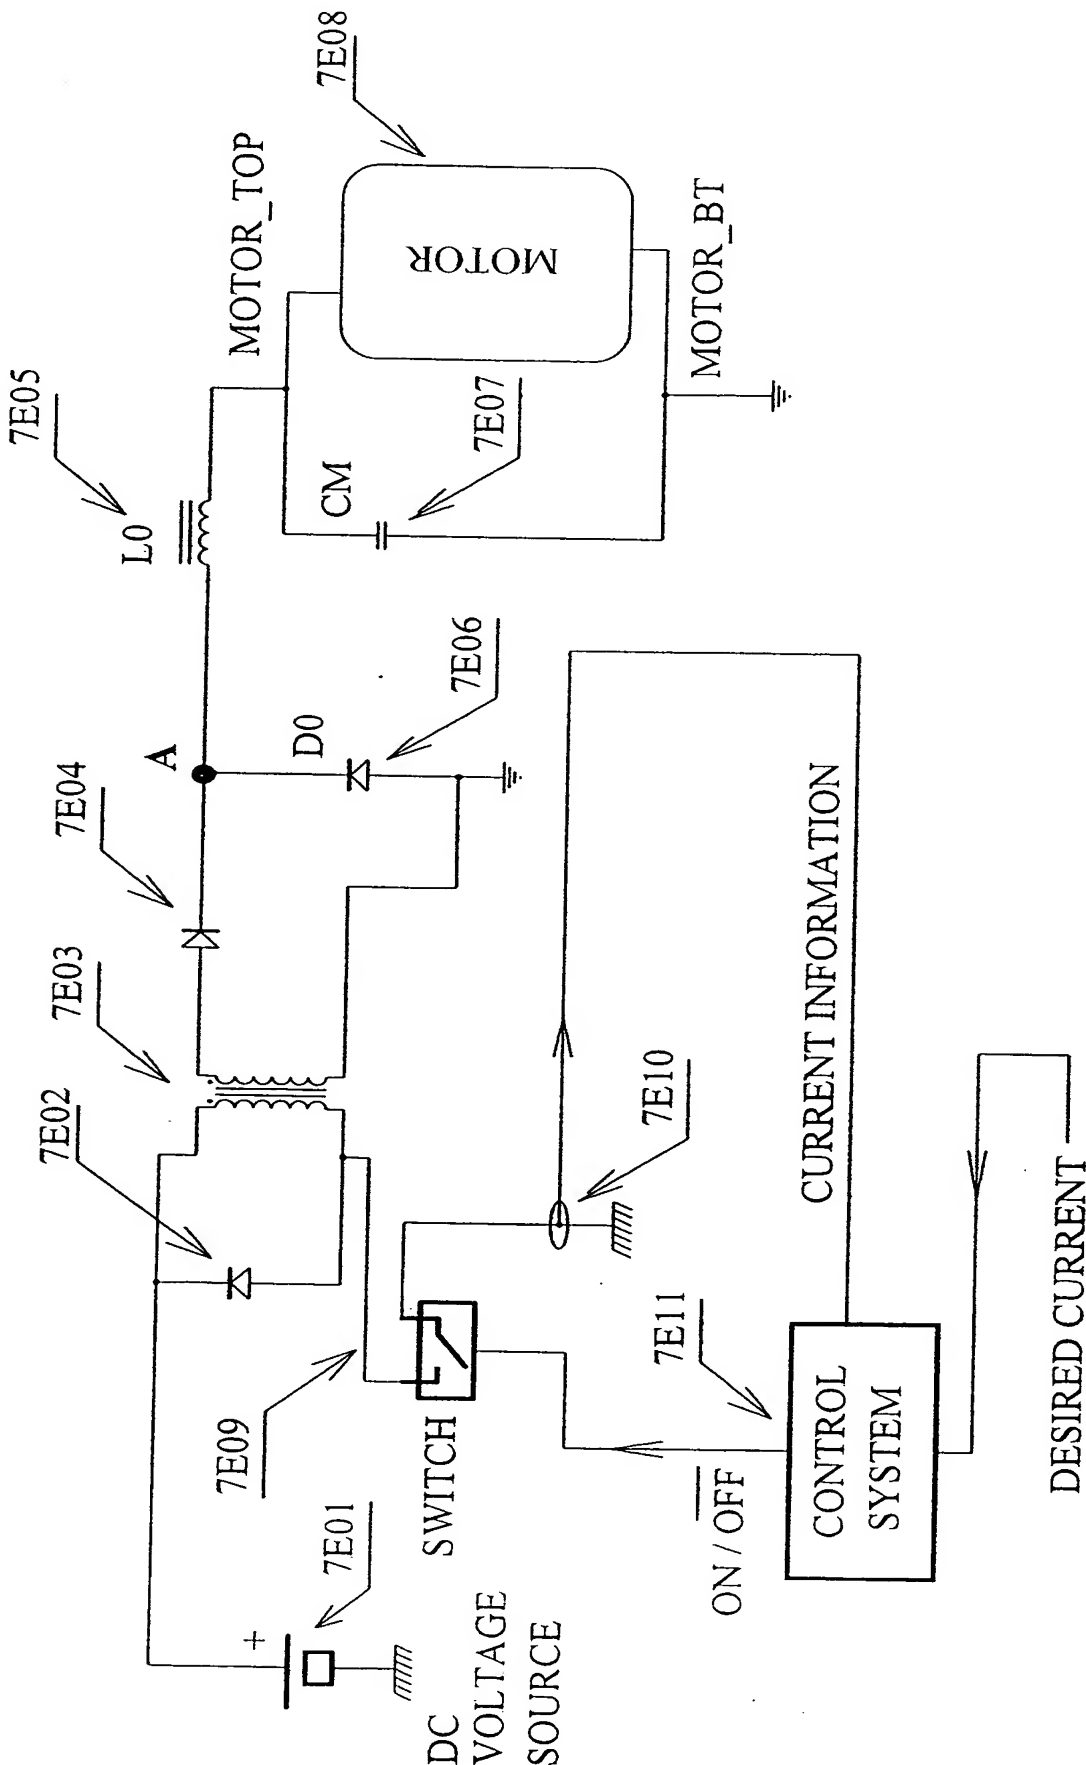 7E08
MOTOR_TOP
MOTOR
MOTOR_BT
7E05
L0
CM
7E07
A
D0
7E06
7E04
7E03
7E02
7E10
CURRENT INFORMATION
7E09
SWITCH
7E11
ON / OFF
CONTROL
SYSTEM
DESIRED CURRENT
+
7E01
DC
VOLTAGE
SOURCE